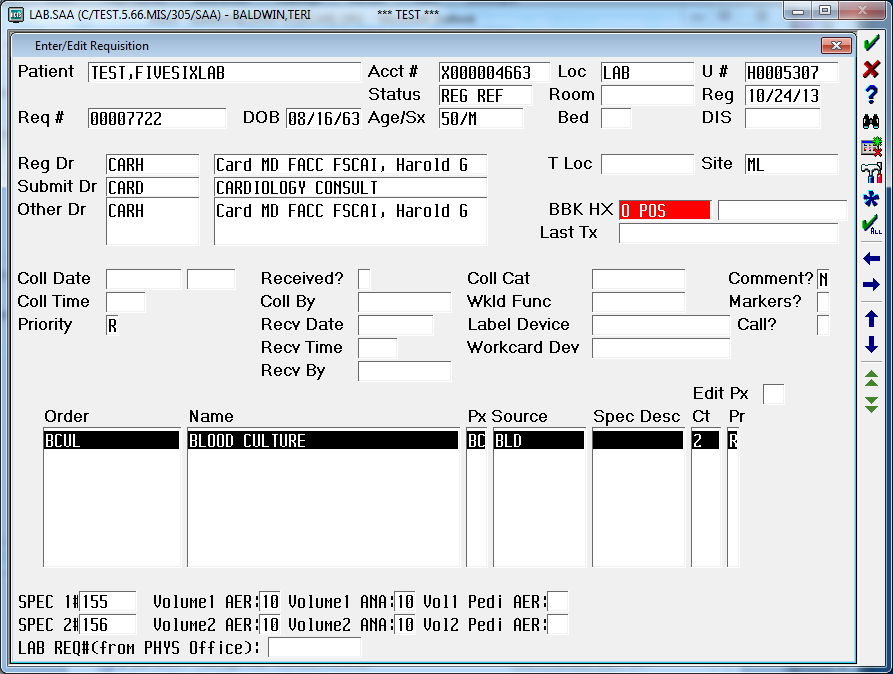 LAB.SAA (C/TEST.5.66.MIS/305/SAA) - BALDWIN,TERI *** TEST ***
Enter/Edit Requisition
Patient TEST,FIVESIXLAB Acct # X000004663 Loc LAB U # H0005307
Status REG REF Room Reg 10/24/13
Req # 00007722 DOB 08/16/63 Age/Sx 50/M Bed DIS
Reg Dr CARH Card MD FACC FSCAI, Harold G T Loc Site ML
Submit Dr CARD CARDIOLOGY CONSULT
Other Dr CARH Card MD FACC FSCAI, Harold G BBK HX O POS
Last Tx
Coll Date Received? Coll Cat Comment? N
Coll Time Coll By Wkld Func Markers?
Priority R Recv Date Label Device Call?
Recv Time Workcard Dev
Recv By
Edit Px
Order Name Px Source Spec Desc Ct Pr
BCUL BLOOD CULTURE BC BLD 2 R
SPEC 1# 155 Volume1 AER: 10 Volume1 ANA: 10 Vol1 Pedi AER:
SPEC 2# 156 Volume2 AER: 10 Volume2 ANA: 10 Vol2 Pedi AER:
LAB REQ#(from PHYS Office):
ALL